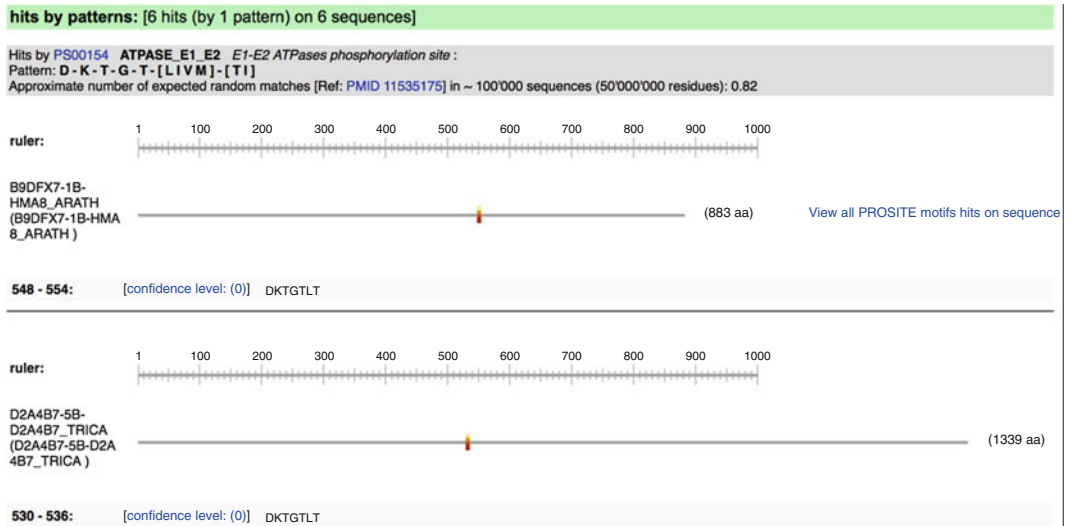 hits by patterns: [6 hits (by 1 pattern) on 6 sequences]
Hits by PS00154 ATPASE_E1_E2 E1-E2 ATPases phosphorylation site :
Pattern: D - K - T - G - T - [ L I V M ] - [ T I ]
Approximate number of expected random matches [Ref: PMID 11535175] in ~ 100'000 sequences (50'000'000 residues): 0.82
1 100 200 300 400 500 600 700 800 900 1000
ruler:
B9DFX7-1B-
HMA8_ARATH
(B9DFX7-1B-HMA
8_ARATH )
(883 aa)
View all PROSITE motifs hits on sequence
548 - 554: [confidence level: (0)] DKTGTLT
1 100 200 300 400 500 600 700 800 900 1000
ruler:
D2A4B7-5B-
D2A4B7_TRICA
(D2A4B7-5B-D2A
4B7_TRICA )
(1339 aa)
530 - 536: [confidence level: (0)] DKTGTLT